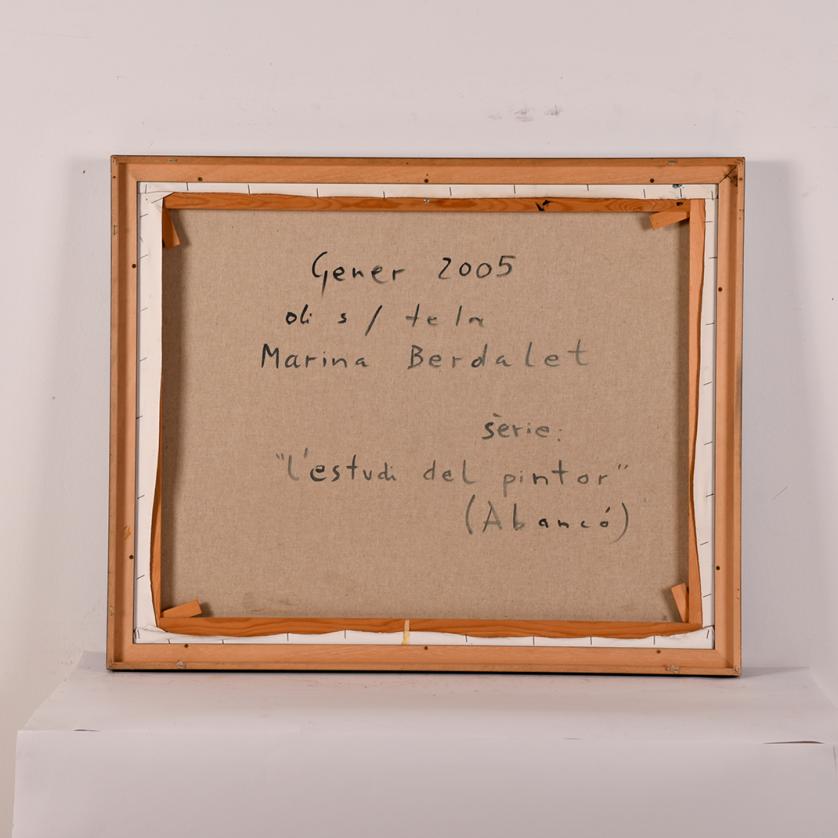 Gener 2005
oli s/ tela
Marina Berdalet
sèrie:
"l'estudi del pintor"
(Abancó)